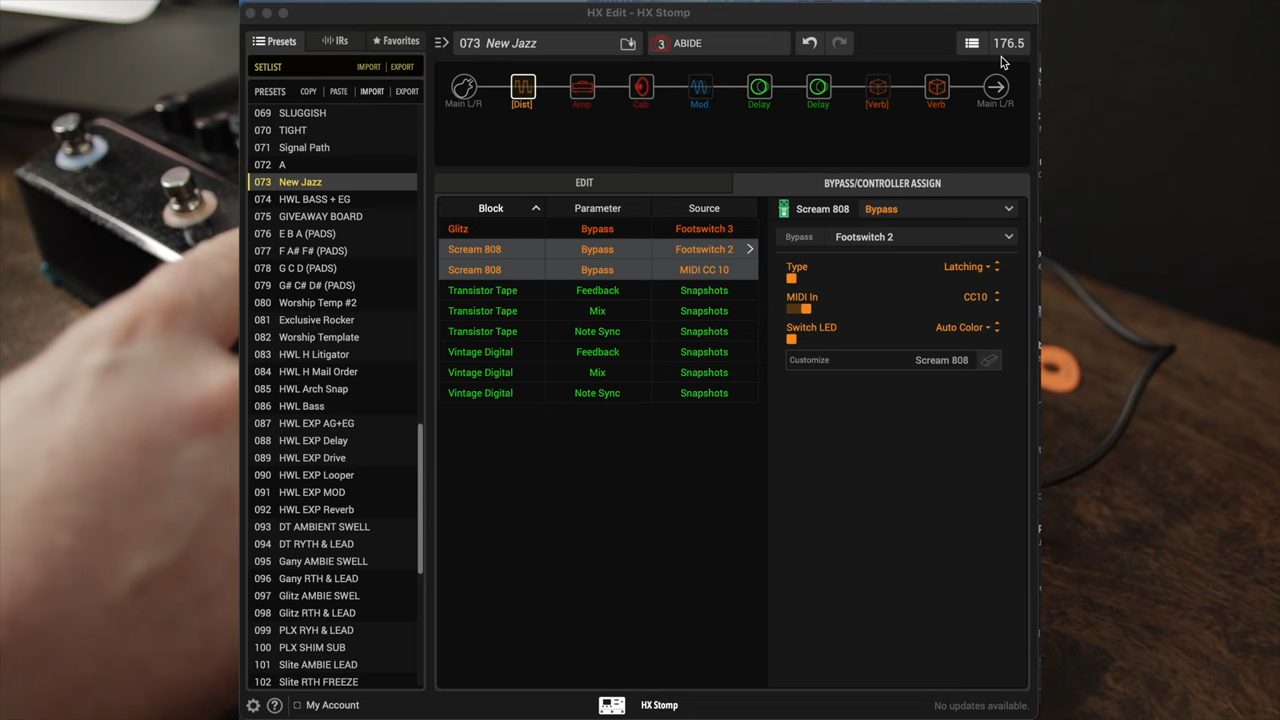 HX Edit - HX Stomp
Presets IRs Favorites
073 New Jazz 3 ABIDE 176.5
SETLIST IMPORT | EXPORT
PRESETS COPY | PASTE | IMPORT | EXPORT
Main L/R [Dist] Amp Cab Mod Delay Delay [Verb] Verb Main L/R
069 SLUGGISH
070 TIGHT
071 Signal Path
072 A
073 New Jazz
074 HWL BASS + EG
075 GIVEAWAY BOARD
076 E B A (PADS)
077 F A# F# (PADS)
078 G C D (PADS)
079 G# C# D# (PADS)
080 Worship Temp #2
081 Exclusive Rocker
082 Worship Template
083 HWL H Litigator
084 HWL H Mail Order
085 HWL Arch Snap
086 HWL Bass
087 HWL EXP AG+EG
088 HWL EXP Delay
089 HWL EXP Drive
090 HWL EXP Looper
091 HWL EXP MOD
092 HWL EXP Reverb
093 DT AMBIENT SWELL
094 DT RYTH & LEAD
095 Gany AMBIE SWELL
096 Gany RTH & LEAD
097 Glitz AMBIE SWEL
098 Glitz RTH & LEAD
099 PLX RYH & LEAD
100 PLX SHIM SUB
101 Slite AMBIE LEAD
102 Slite RTH FREEZE
EDIT BYPASS/CONTROLLER ASSIGN
Block Parameter Source
Glitz Bypass Footswitch 3
Scream 808 Bypass Footswitch 2
Scream 808 Bypass MIDI CC 10
Transistor Tape Feedback Snapshots
Transistor Tape Mix Snapshots
Transistor Tape Note Sync Snapshots
Vintage Digital Feedback Snapshots
Vintage Digital Mix Snapshots
Vintage Digital Note Sync Snapshots
Scream 808 Bypass
Bypass Footswitch 2
Type Latching
MIDI In CC10
Switch LED Auto Color
Customize Scream 808
? My Account HX Stomp No updates available.